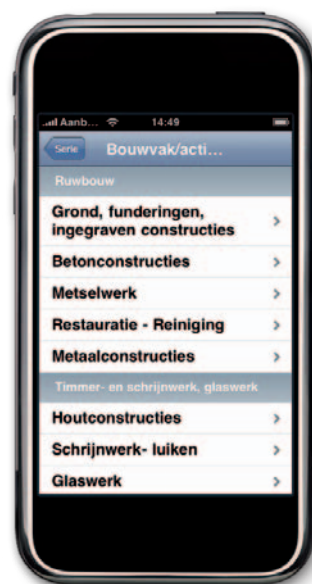 Aanb... 14:49
Serie Bouwvak/acti...
Ruwbouw
Grond, funderingen,
ingegraven constructies
Betonconstructies
Metselwerk
Restauratie - Reiniging
Metaalconstructies
Timmer- en schrijnwerk, glaswerk
Houtconstructies
Schrijnwerk- luiken
Glaswerk